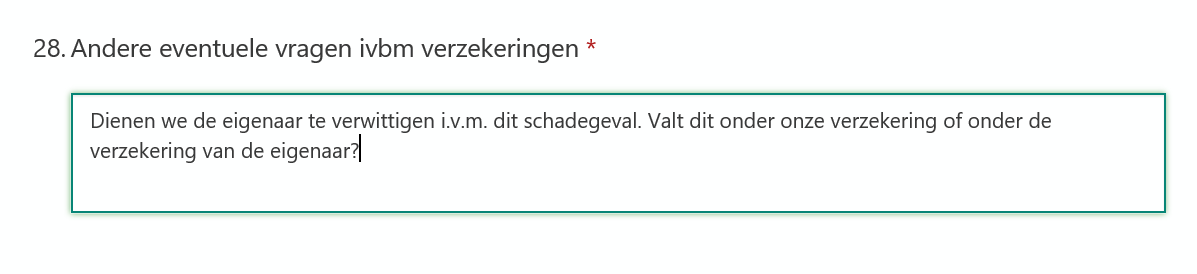 28. Andere eventuele vragen ivbm verzekeringen *
Dienen we de eigenaar te verwittigen i.v.m. dit schadegeval. Valt dit onder onze verzekering of onder de
verzekering van de eigenaar?